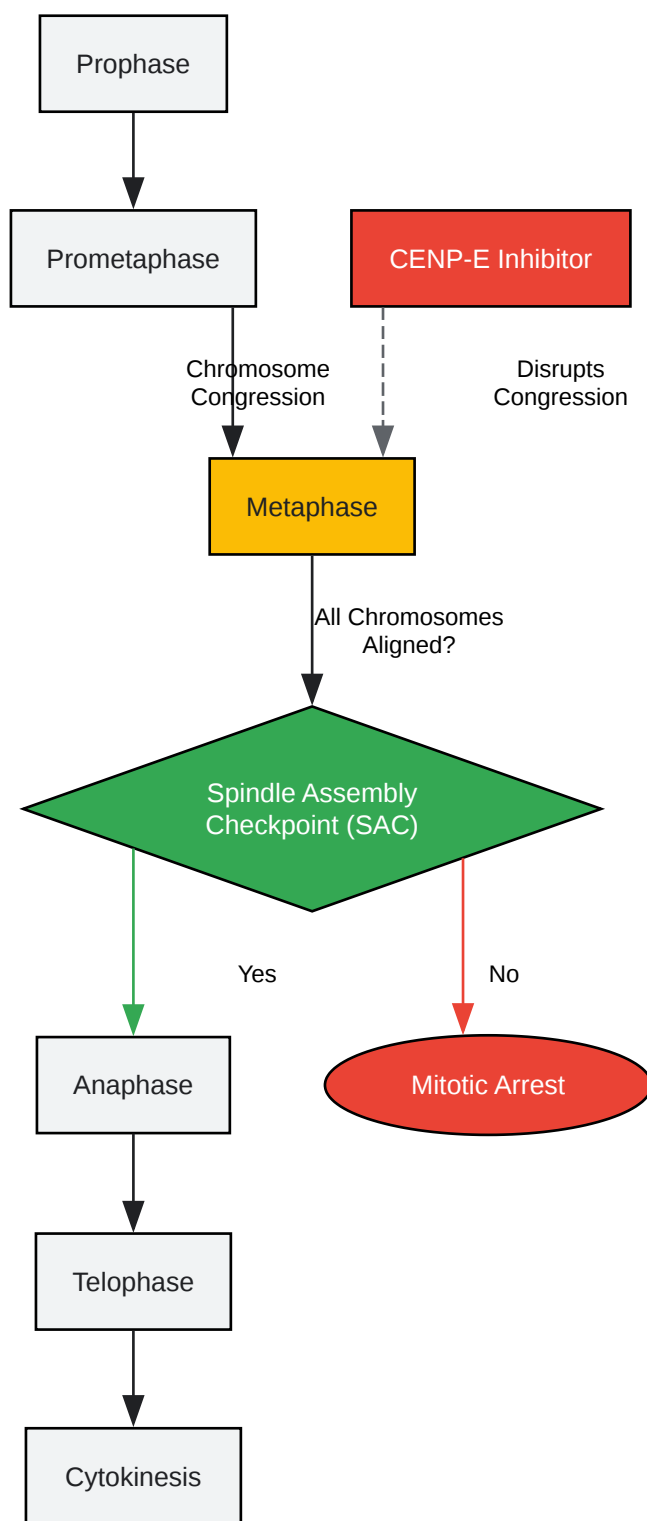 Prophase
Prometaphase
CENP-E Inhibitor
Chromosome
Congression
Disrupts
Congression
Metaphase
All Chromosomes
Aligned?
Spindle Assembly
Checkpoint (SAC)
Yes
No
Anaphase
Mitotic Arrest
Telophase
Cytokinesis